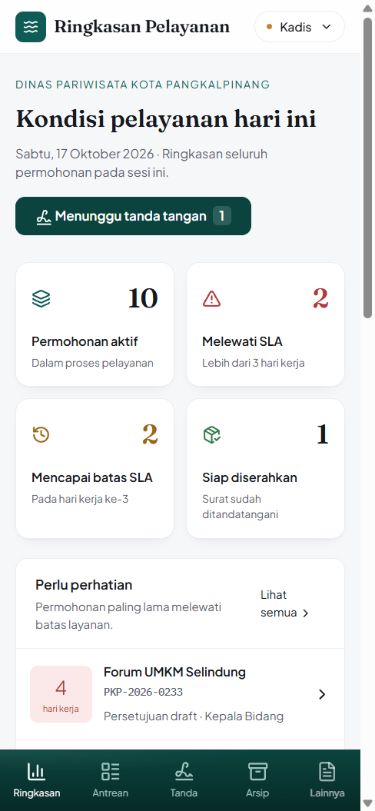 Ringkasan Pelayanan
Kadis
DINAS PARIWISATA KOTA PANGKALPINANG
Kondisi pelayanan hari ini
Sabtu, 17 Oktober 2026 · Ringkasan seluruh
permohonan pada sesi ini.
Menunggu tanda tangan 1
10
Permohonan aktif
Dalam proses pelayanan
2
Melewati SLA
Lebih dari 3 hari kerja
2
Mencapai batas SLA
Pada hari kerja ke-3
1
Siap diserahkan
Surat sudah
ditandatangani
Perlu perhatian
Permohonan paling lama melewati
batas layanan.
Lihat
semua
4
hari kerja
Forum UMKM Selindung
PKP-2026-0233
Persetujuan draft · Kepala Bidang
Ringkasan
Antrean
Tanda
Arsip
Lainnya